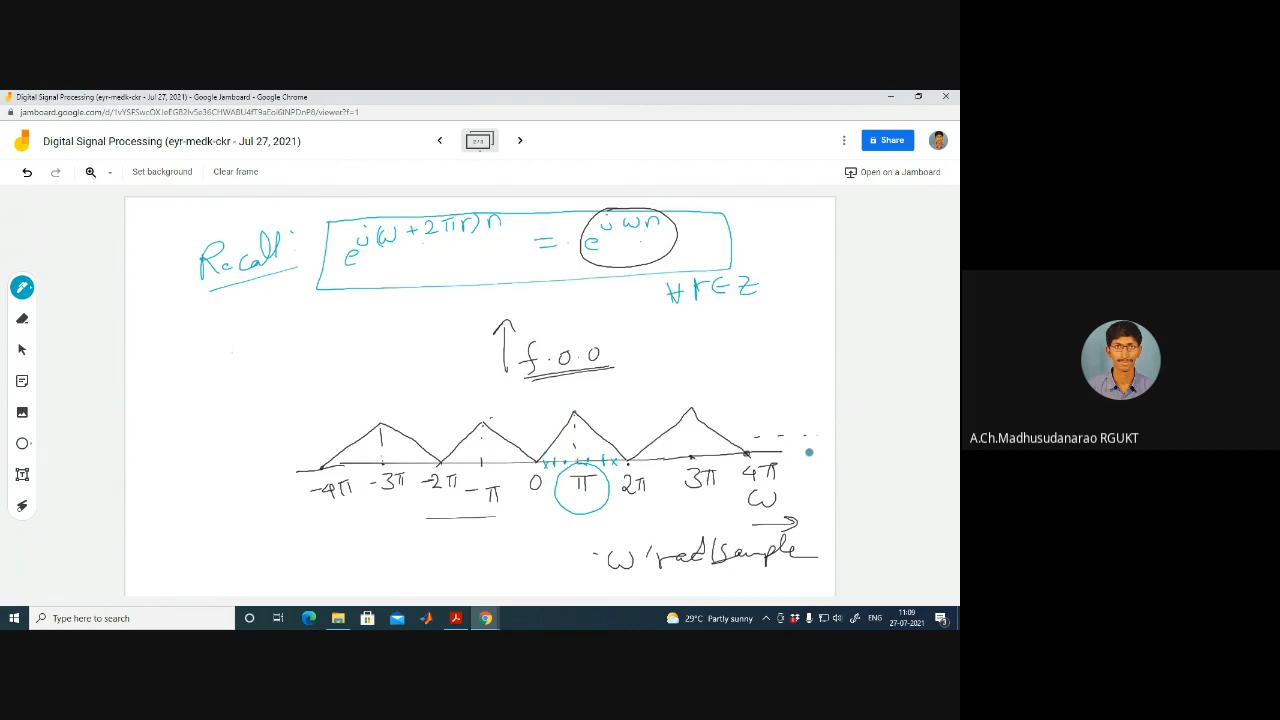 Digital Signal Processing (eyr-medk-ckr - Jul 27, 2021) - Google Jamboard - Google Chrome
Digital Signal Processing (eyr-medk-ckr - Jul 27, 2021)
2/3
Share
Set background
Clear frame
Open on a Jamboard
Recall: e^{j(ω + 2πr)n} = e^{jωn}
∀ r ∈ Z
↑ f.o.o
-4π -3π -2π -π 0 π 2π 3π 4π
ω
→
ω rad/sample
A.Ch.Madhusudanarao RGUKT
Type here to search
29°C Partly sunny
ENG
11:09
27-07-2021